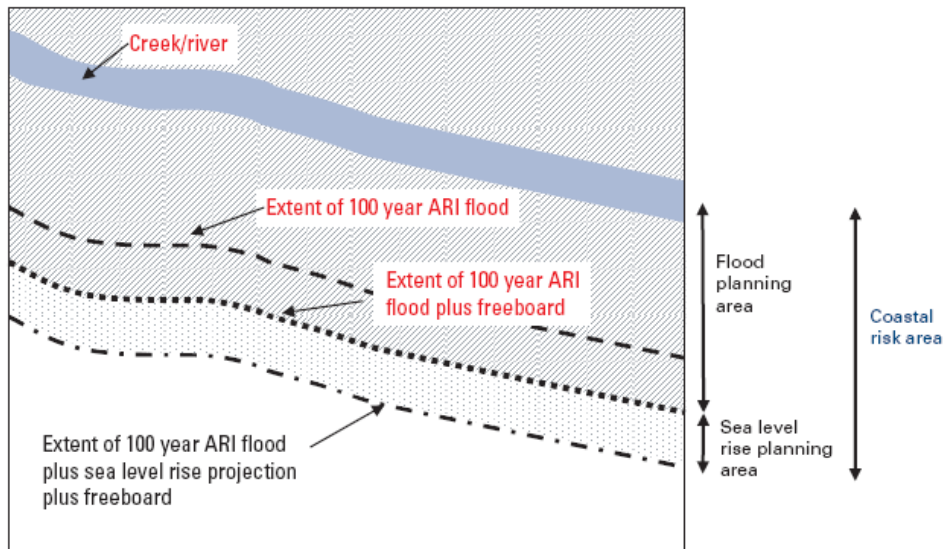 Creek/river
Extent of 100 year ARI flood
Extent of 100 year ARI
flood plus freeboard
Extent of 100 year ARI flood
plus sea level rise projection
plus freeboard
Flood
planning
area
Sea level
rise planning
area
Coastal
risk area